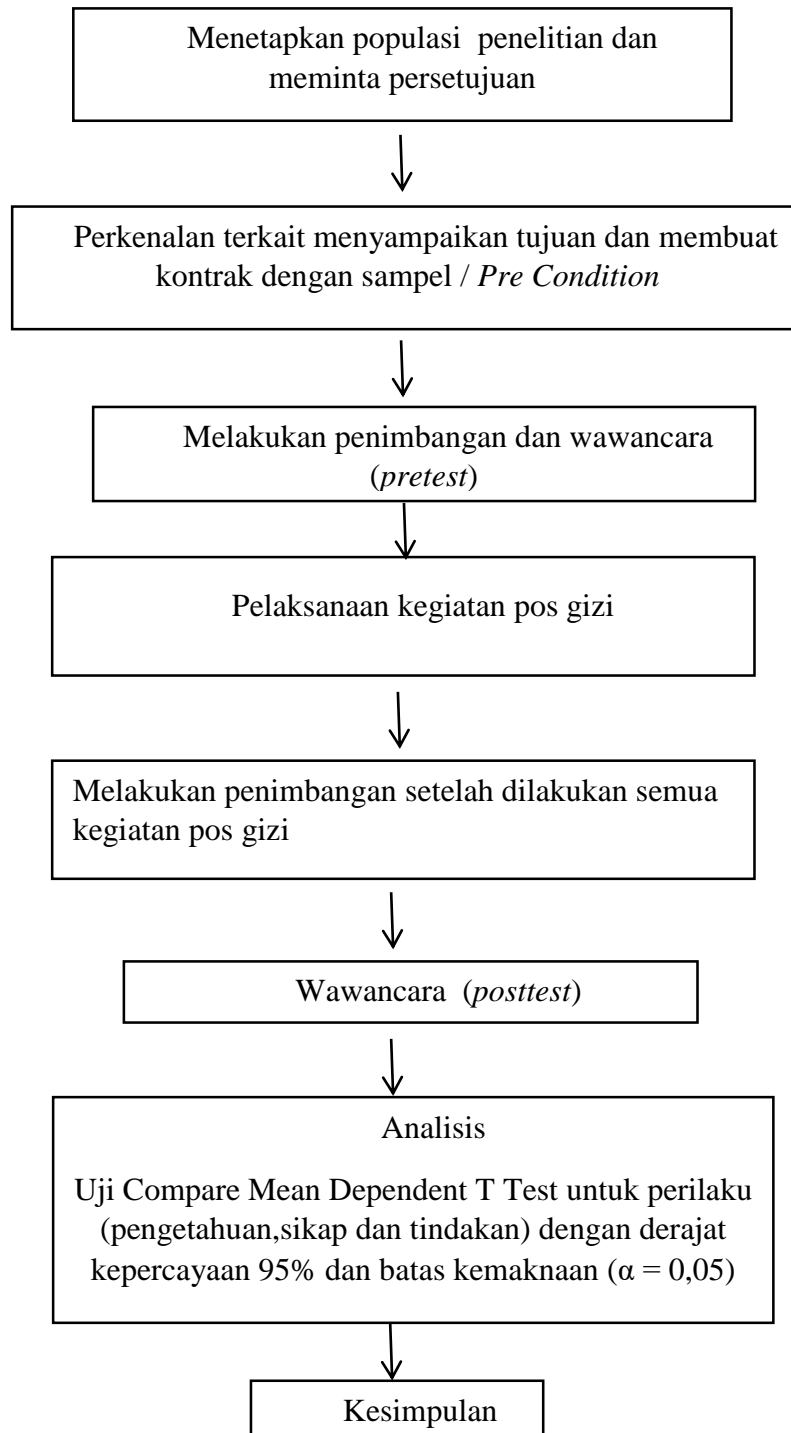 Menetapkan populasi penelitian dan
meminta persetujuan
Perkenalan terkait menyampaikan tujuan dan membuat
kontrak dengan sampel / Pre Condition
Melakukan penimbangan dan wawancara
(pretest)
Pelaksanaan kegiatan pos gizi
Melakukan penimbangan setelah dilakukan semua
kegiatan pos gizi
Wawancara (posttest)
Analisis
Uji Compare Mean Dependent T Test untuk perilaku
(pengetahuan,sikap dan tindakan) dengan derajat
kepercayaan 95% dan batas kemaknaan (α = 0,05)
Kesimpulan